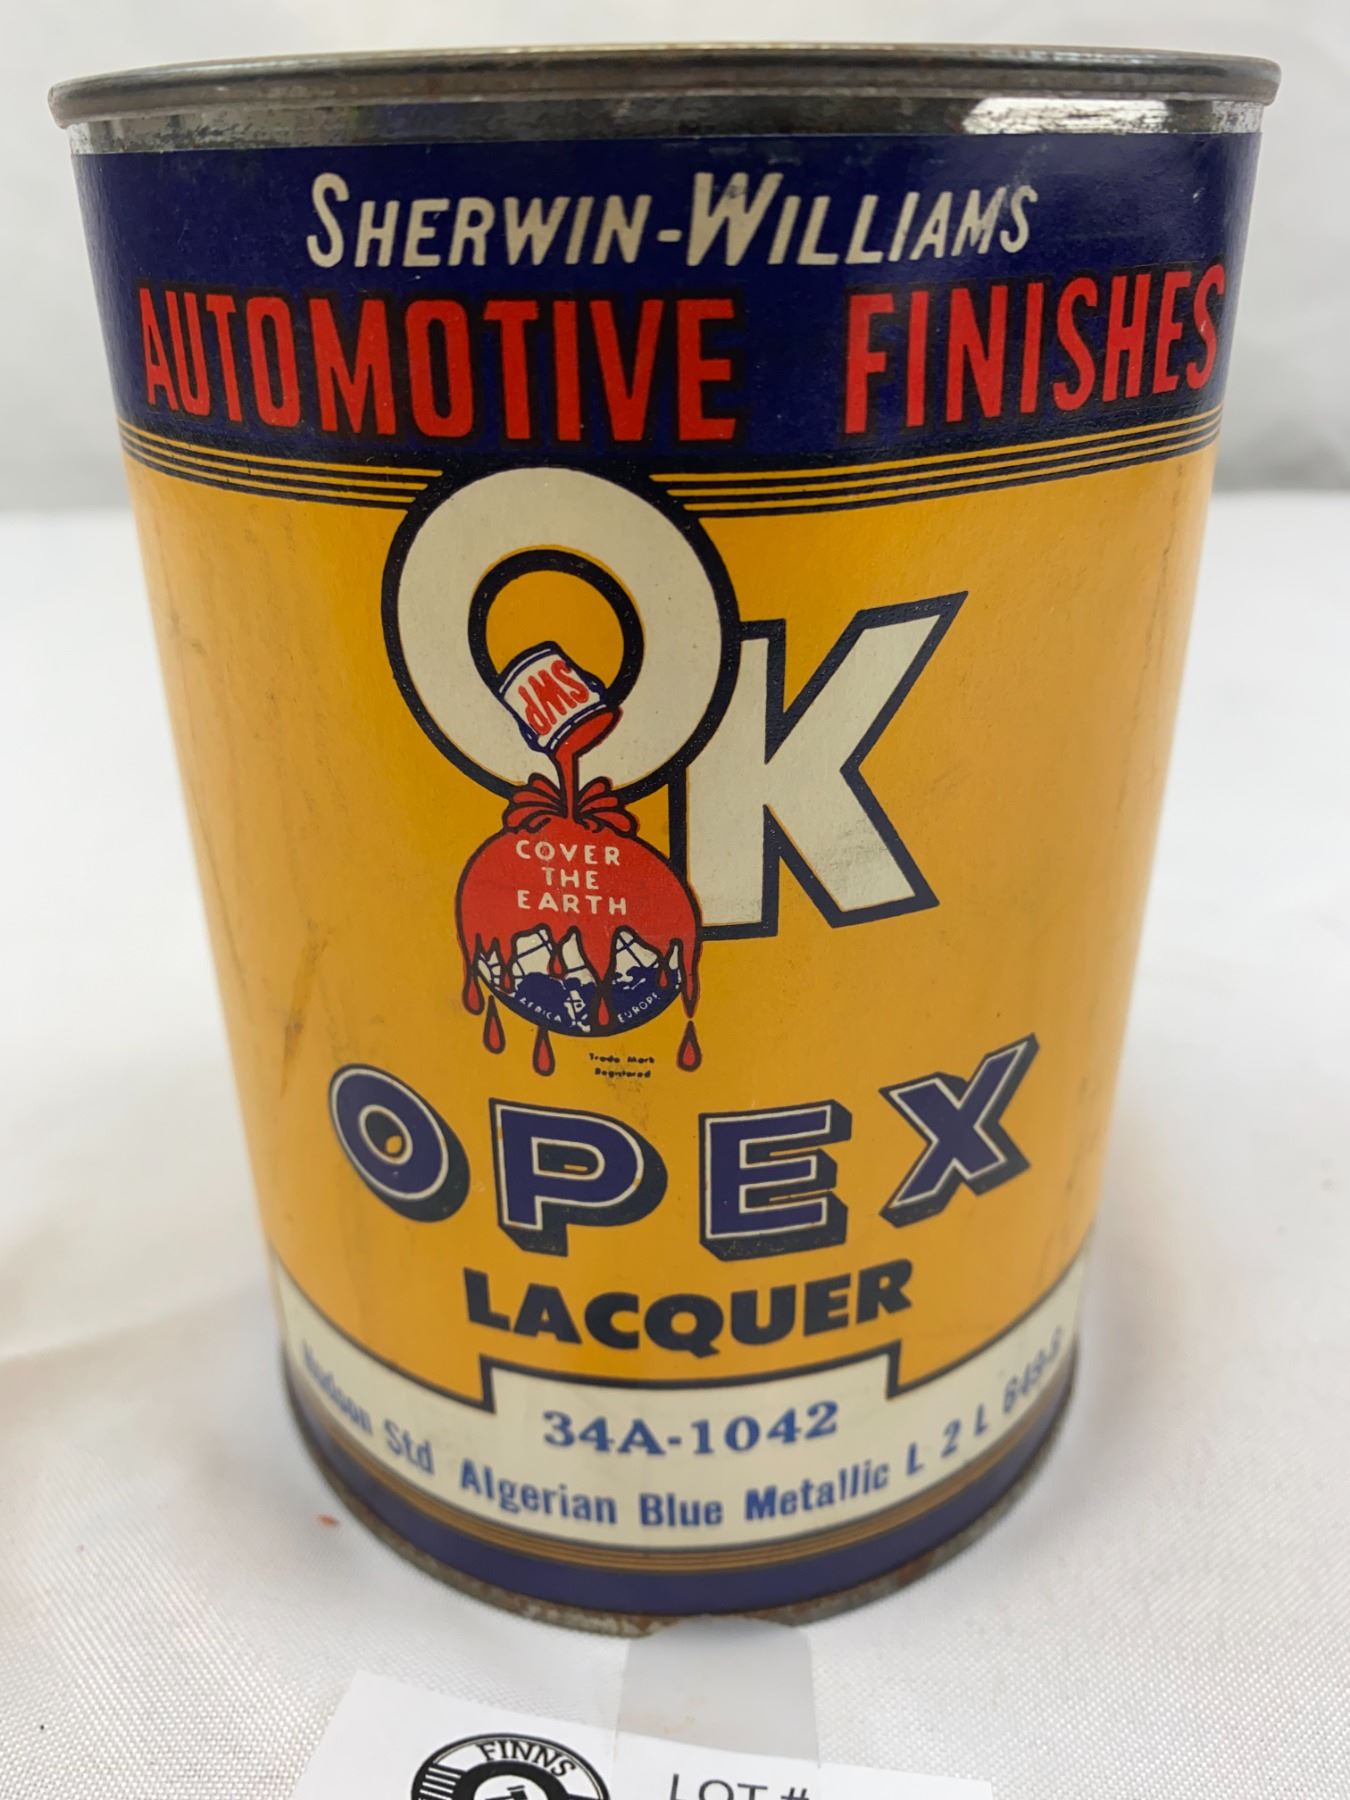 SHERWIN-WILLIAMS
AUTOMOTIVE FINISHES
OK
SWP
COVER
THE
EARTH
AFRICA EUROPE
Trade Mark
Registered
OPEX
LACQUER
34A-1042
Hudson Std Algerian Blue Metallic L 2 L
FINNS
LOT #